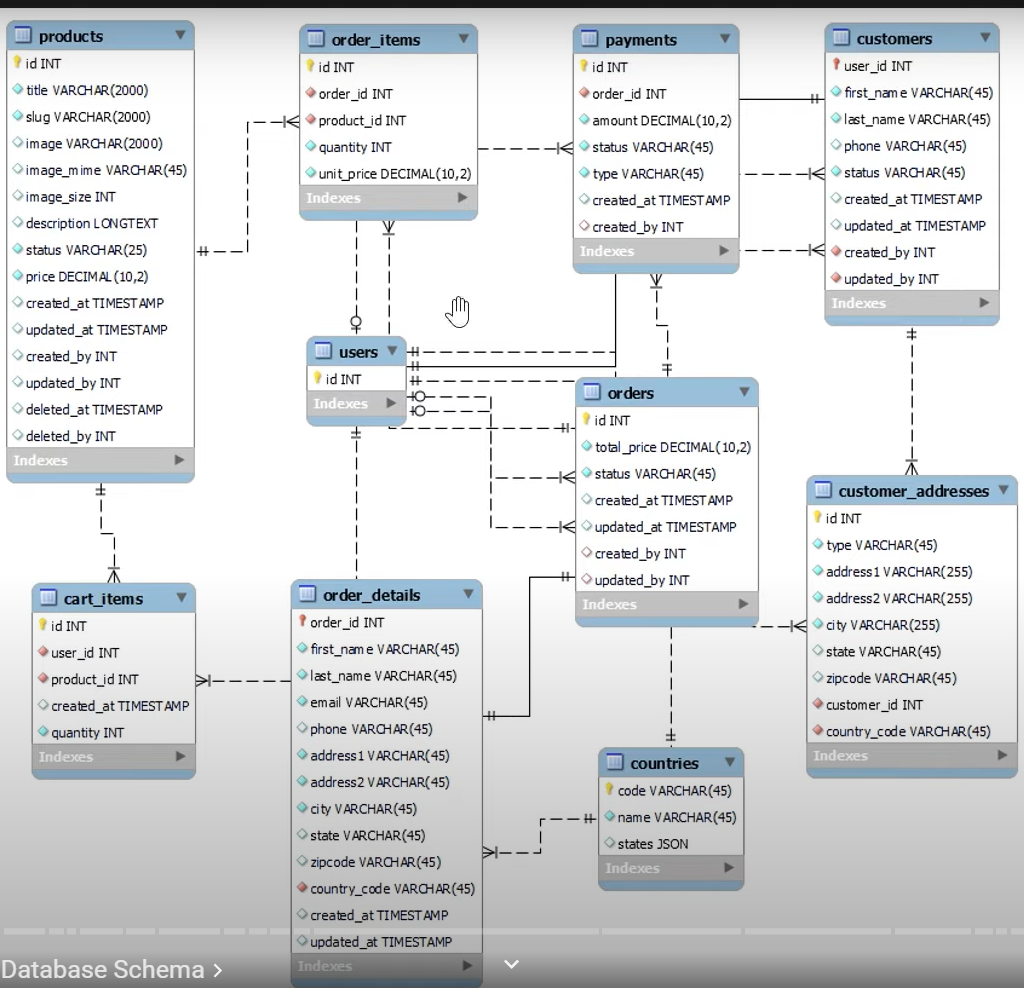 products
id INT
title VARCHAR(2000)
slug VARCHAR(2000)
image VARCHAR(2000)
image_mime VARCHAR(45)
image_size INT
description LONGTEXT
status VARCHAR(25)
price DECIMAL(10,2)
created_at TIMESTAMP
updated_at TIMESTAMP
created_by INT
updated_by INT
deleted_at TIMESTAMP
deleted_by INT
Indexes
order_items
id INT
order_id INT
product_id INT
quantity INT
unit_price DECIMAL(10,2)
Indexes
payments
id INT
order_id INT
amount DECIMAL(10,2)
status VARCHAR(45)
type VARCHAR(45)
created_at TIMESTAMP
created_by INT
Indexes
customers
user_id INT
first_name VARCHAR(45)
last_name VARCHAR(45)
phone VARCHAR(45)
status VARCHAR(45)
created_at TIMESTAMP
updated_at TIMESTAMP
created_by INT
updated_by INT
Indexes
users
id INT
Indexes
orders
id INT
total_price DECIMAL(10,2)
status VARCHAR(45)
created_at TIMESTAMP
updated_at TIMESTAMP
created_by INT
updated_by INT
Indexes
customer_addresses
id INT
type VARCHAR(45)
address1 VARCHAR(255)
address2 VARCHAR(255)
city VARCHAR(255)
state VARCHAR(45)
zipcode VARCHAR(45)
customer_id INT
country_code VARCHAR(45)
Indexes
cart_items
id INT
user_id INT
product_id INT
created_at TIMESTAMP
quantity INT
Indexes
order_details
order_id INT
first_name VARCHAR(45)
last_name VARCHAR(45)
email VARCHAR(45)
phone VARCHAR(45)
address1 VARCHAR(45)
address2 VARCHAR(45)
city VARCHAR(45)
state VARCHAR(45)
zipcode VARCHAR(45)
country_code VARCHAR(45)
created_at TIMESTAMP
updated_at TIMESTAMP
Indexes
countries
code VARCHAR(45)
name VARCHAR(45)
states JSON
Indexes
Database Schema